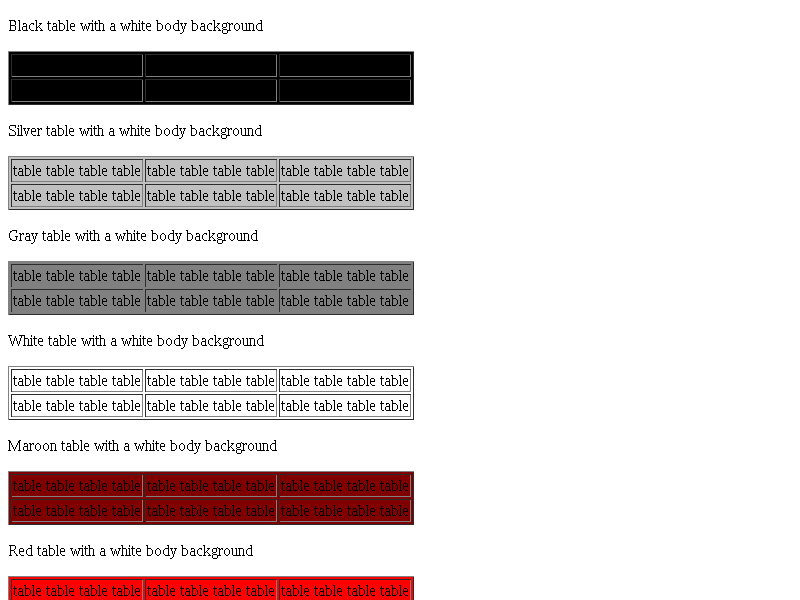 Black table with a white body background
Silver table with a white body background
table table table table table table table table table table table table
table table table table table table table table table table table table
Gray table with a white body background
table table table table table table table table table table table table
table table table table table table table table table table table table
White table with a white body background
table table table table table table table table table table table table
table table table table table table table table table table table table
Maroon table with a white body background
table table table table table table table table table table table table
table table table table table table table table table table table table
Red table with a white body background
table table table table table table table table table table table table